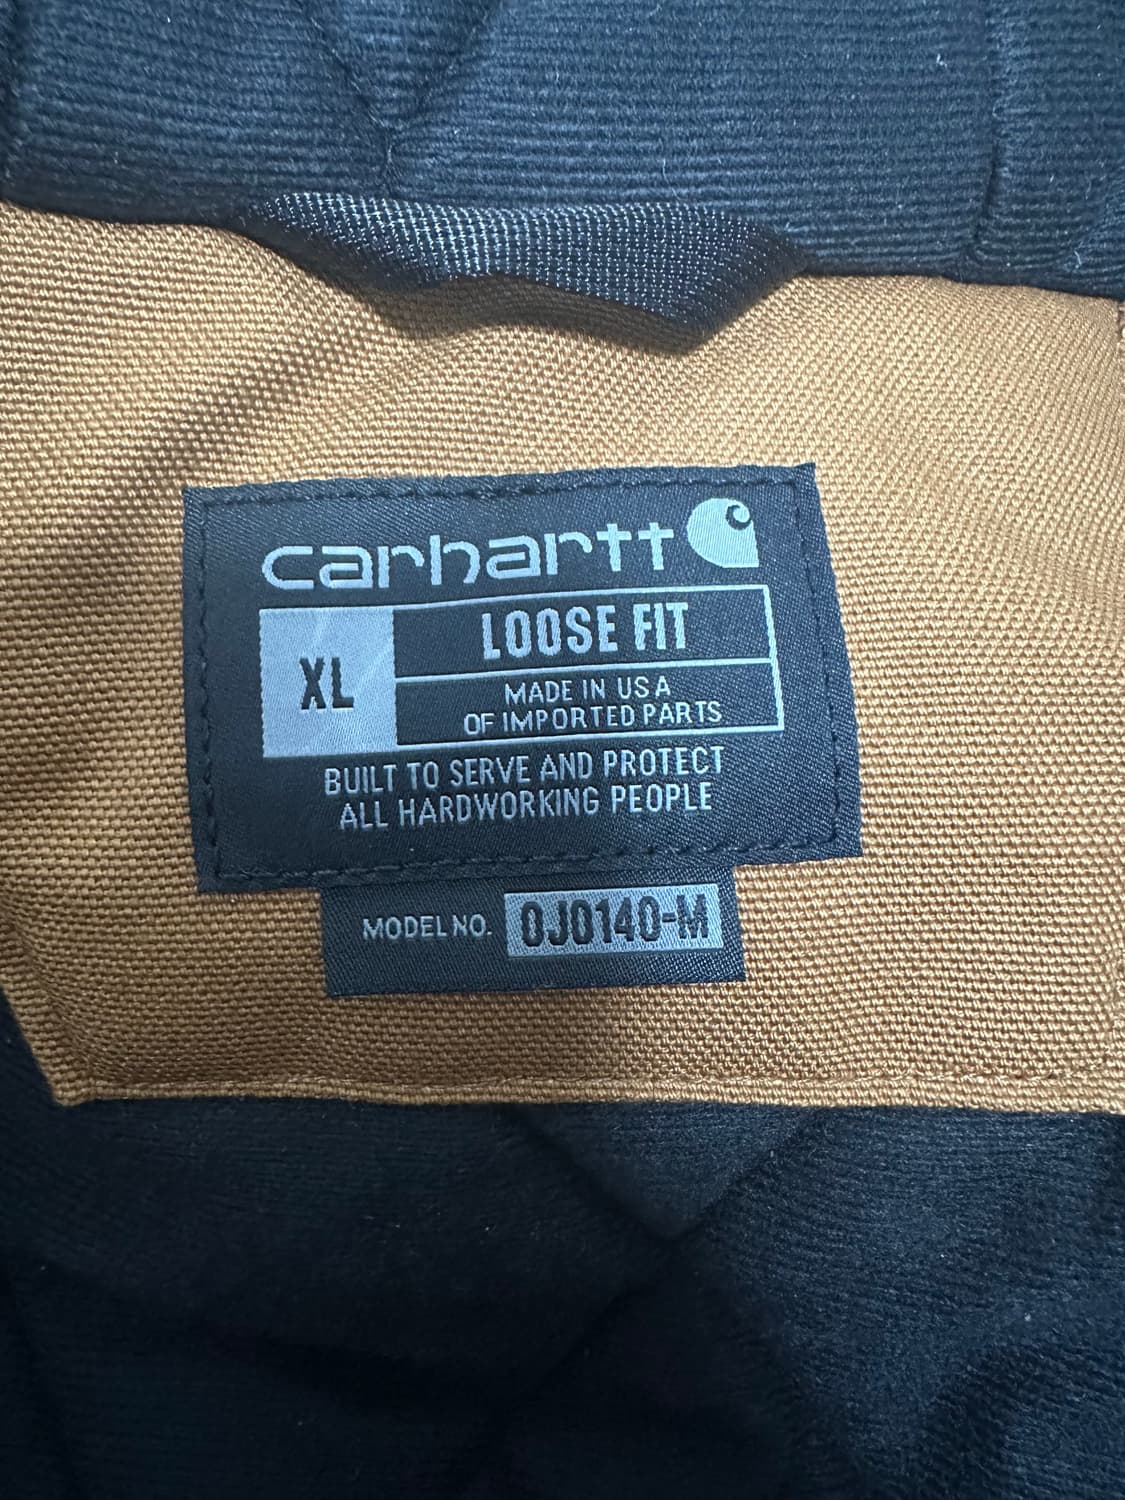 carhartt
XL
LOOSE FIT
MADE IN USA
OF IMPORTED PARTS
BUILT TO SERVE AND PROTECT
ALL HARDWORKING PEOPLE
MODEL NO. 0J0140-M